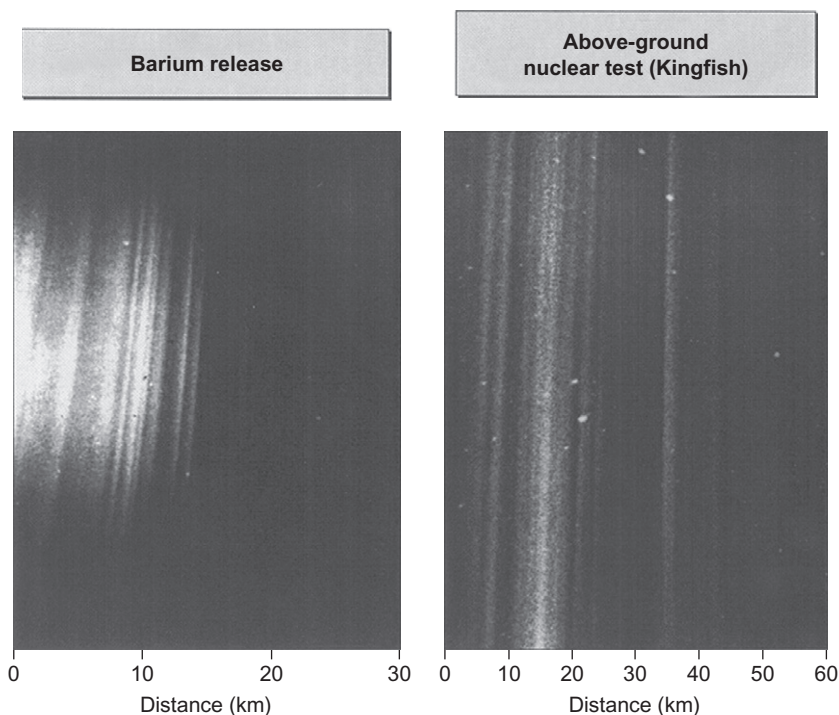 Barium release
Above-ground
nuclear test (Kingfish)
0 10 20 30
Distance (km)
0 10 20 30 40 50 60
Distance (km)